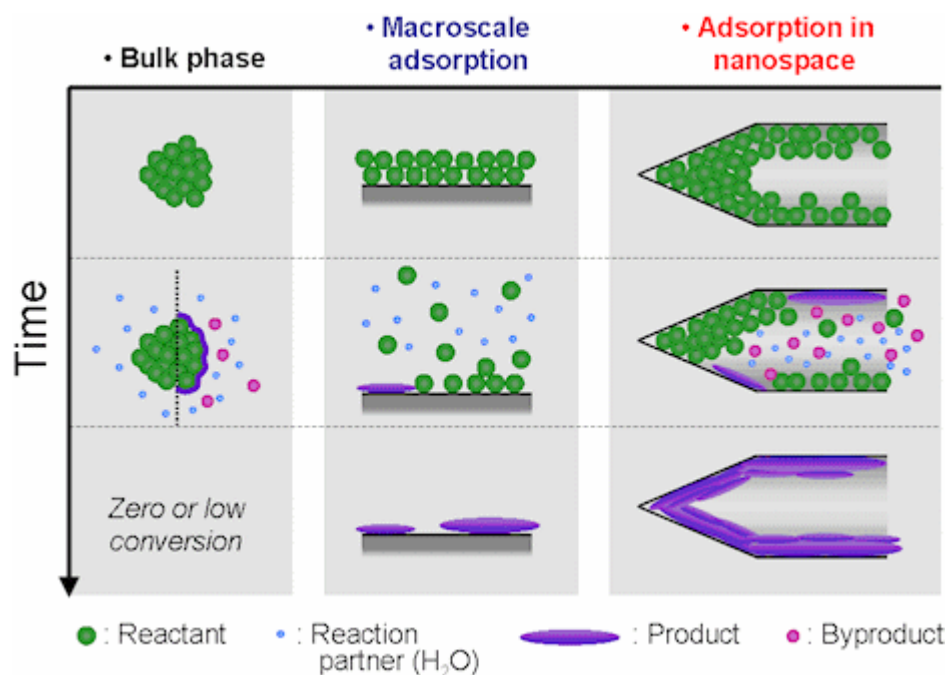 • Bulk phase
• Macroscale
adsorption
• Adsorption in
nanospace
Time
Zero or low
conversion
: Reactant
: Reaction
partner (H₂O)
: Product
: Byproduct